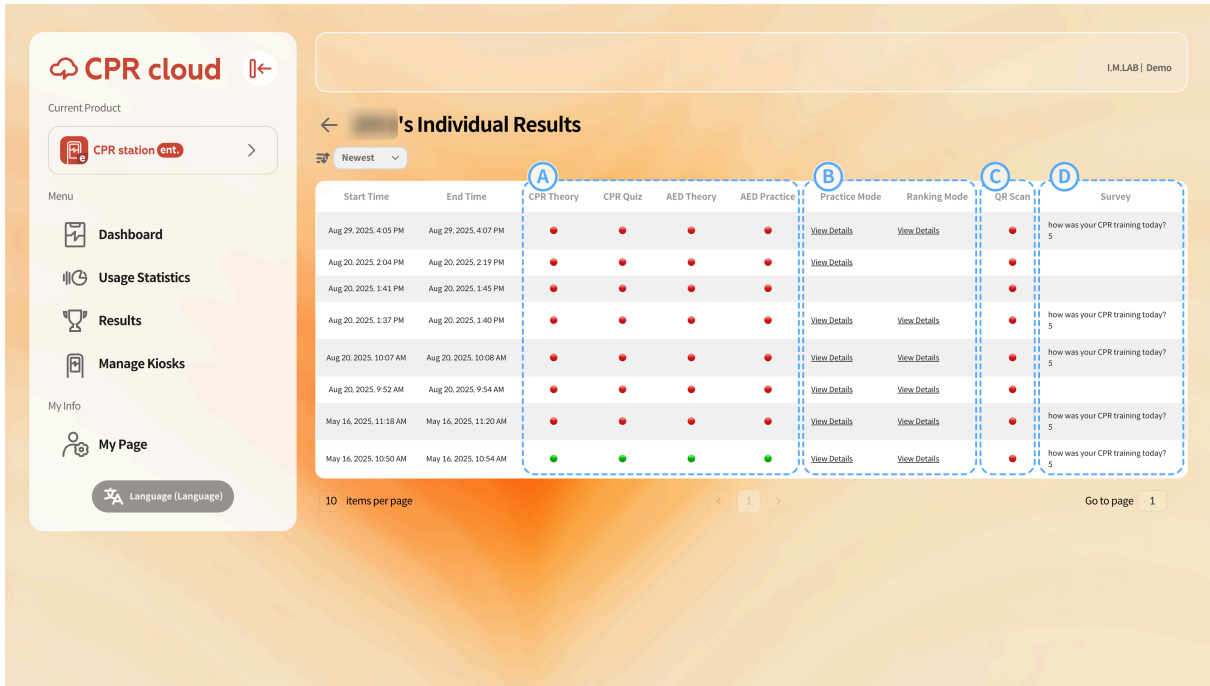 CPR cloud
Current Product
CPR station ent.
Menu
Dashboard
Usage Statistics
Results
Manage Kiosks
My Info
My Page
Language (Language)
I.M.LAB | Demo
's Individual Results
Newest
A B C D
Start Time End Time CPR Theory CPR Quiz AED Theory AED Practice Practice Mode Ranking Mode QR Scan Survey
Aug 29, 2025, 4:05 PM Aug 29, 2025, 4:07 PM View Details View Details how was your CPR training today?
5
Aug 20, 2025, 2:04 PM Aug 20, 2025, 2:19 PM View Details
Aug 20, 2025, 1:41 PM Aug 20, 2025, 1:45 PM
Aug 20, 2025, 1:37 PM Aug 20, 2025, 1:40 PM View Details View Details how was your CPR training today?
5
Aug 20, 2025, 10:07 AM Aug 20, 2025, 10:08 AM View Details View Details how was your CPR training today?
5
Aug 20, 2025, 9:52 AM Aug 20, 2025, 9:54 AM View Details View Details
May 16, 2025, 11:18 AM May 16, 2025, 11:20 AM View Details View Details how was your CPR training today?
5
May 16, 2025, 10:50 AM May 16, 2025, 10:54 AM View Details View Details how was your CPR training today?
5
10 items per page
< 1 >
Go to page 1